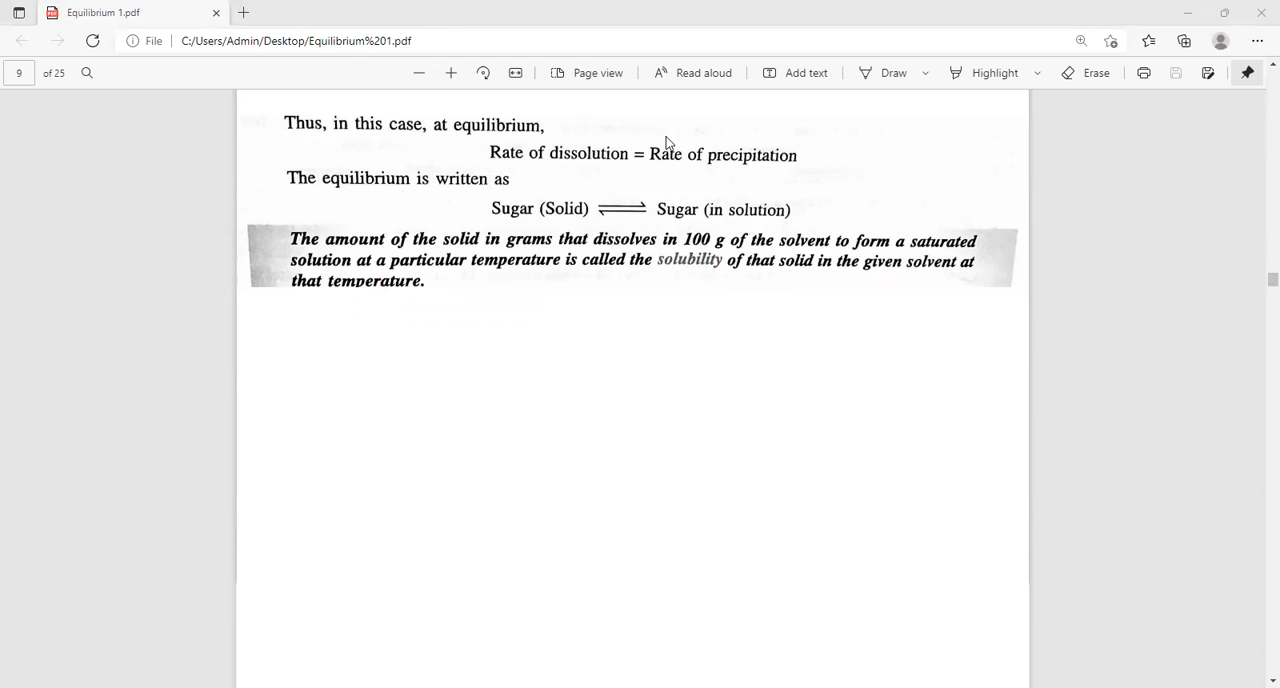 Equilibrium 1.pdf
File C:/Users/Admin/Desktop/Equilibrium%201.pdf
9 of 25 Page view Read aloud Add text Draw Highlight Erase
Thus, in this case, at equilibrium,
Rate of dissolution = Rate of precipitation
The equilibrium is written as
Sugar (Solid) ⇌ Sugar (in solution)
The amount of the solid in grams that dissolves in 100 g of the solvent to form a saturated
solution at a particular temperature is called the solubility of that solid in the given solvent at
that temperature.